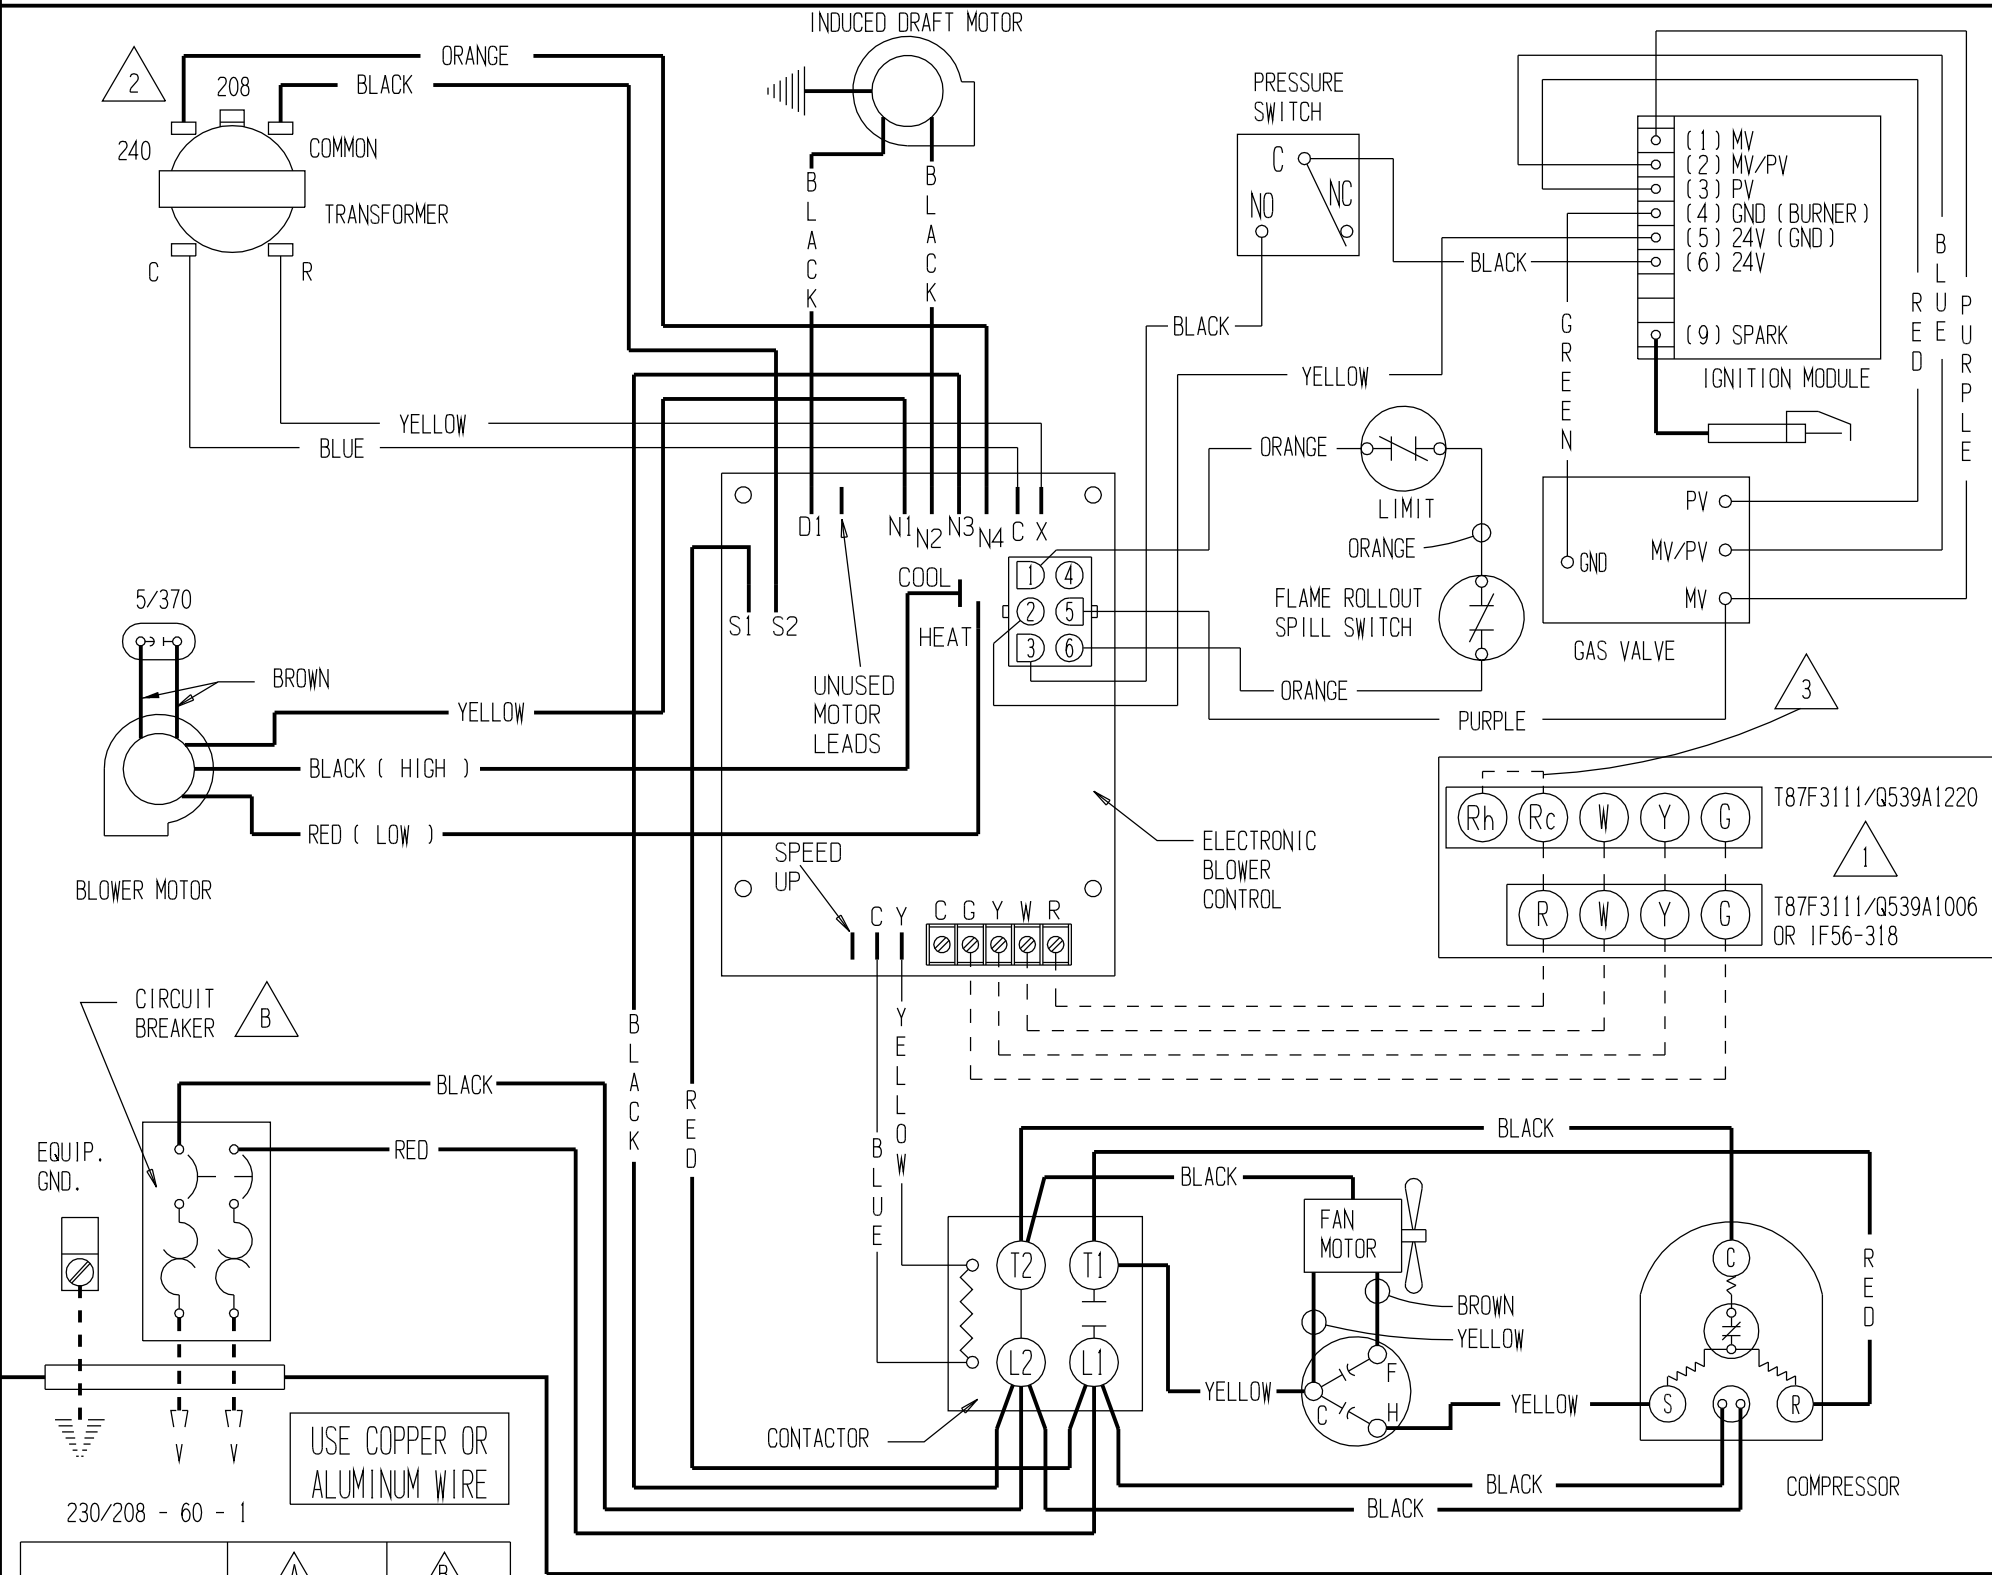 INDUCED DRAFT MOTOR
2
ORANGE
BLACK
208
240
COMMON
TRANSFORMER
C
R
BLACK
BLACK
PRESSURE
SWITCH
C
NO
NC
(1) MV
(2) MV/PV
(3) PV
(4) GND (BURNER)
(5) 24V (GND)
(6) 24V
(9) SPARK
IGNITION MODULE
BLACK
BLACK
GREEN
RED
BLUE
PURPLE
YELLOW
YELLOW
BLUE
ORANGE
LIMIT
ORANGE
FLAME ROLLOUT
SPILL SWITCH
ORANGE
PURPLE
PV
MV/PV
GND
MV
GAS VALVE
D1
N1
N2
N3
N4
C
X
COOL
HEAT
S1
S2
1
4
2
5
3
6
UNUSED
MOTOR
LEADS
5/370
BROWN
YELLOW
BLACK ( HIGH )
RED ( LOW )
BLOWER MOTOR
3
Rh Rc W Y G
T87F3111/Q539A1220
1
R W Y G
T87F3111/Q539A1006
OR IF56-318
ELECTRONIC
BLOWER
CONTROL
SPEED
UP
C Y
C G Y W R
CIRCUIT
BREAKER
B
BLACK
RED
BLACK
RED
YELLOW
BLUE
EQUIP.
GND.
BLACK
BLACK
FAN
MOTOR
BROWN
YELLOW
T2
T1
L2
L1
CONTACTOR
YELLOW
C
F
H
YELLOW
C
S
R
RED
BLACK
BLACK
COMPRESSOR
V
V
USE COPPER OR
ALUMINUM WIRE
230/208 - 60 - 1
A
B